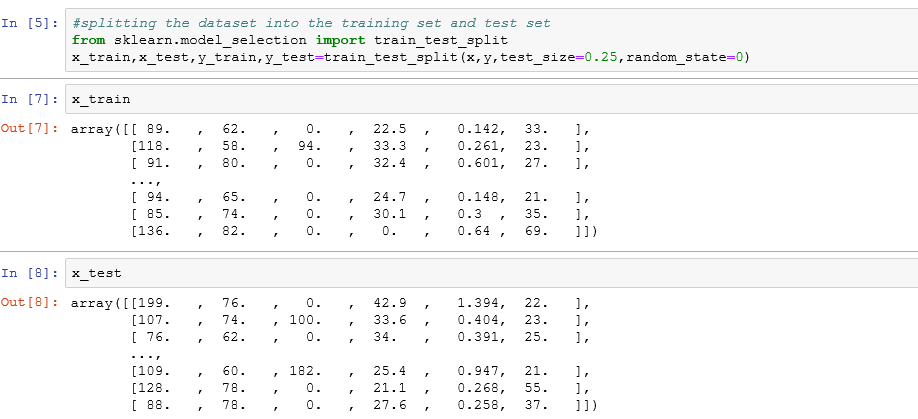 In [5]: #splitting the dataset into the training set and test set
from sklearn.model_selection import train_test_split
x_train,x_test,y_train,y_test=train_test_split(x,y,test_size=0.25,random_state=0)
In [7]: x_train
Out[7]: array([[ 89.   ,  62.   ,   0.   ,  22.5  ,   0.142,  33.   ],
[118.   ,  58.   ,  94.   ,  33.3  ,   0.261,  23.   ],
[ 91.   ,  80.   ,   0.   ,  32.4  ,   0.601,  27.   ],
...,
[ 94.   ,  65.   ,   0.   ,  24.7  ,   0.148,  21.   ],
[ 85.   ,  74.   ,   0.   ,  30.1  ,   0.3  ,  35.   ],
[136.   ,  82.   ,   0.   ,   0.   ,   0.64 ,  69.   ]])
In [8]: x_test
Out[8]: array([[199.   ,  76.   ,   0.   ,  42.9  ,   1.394,  22.   ],
[107.   ,  74.   , 100.   ,  33.6  ,   0.404,  23.   ],
[ 76.   ,  62.   ,   0.   ,  34.   ,   0.391,  25.   ],
...,
[109.   ,  60.   , 182.   ,  25.4  ,   0.947,  21.   ],
[128.   ,  78.   ,   0.   ,  21.1  ,   0.268,  55.   ],
[ 88.   ,  78.   ,   0.   ,  27.6  ,   0.258,  37.   ]])